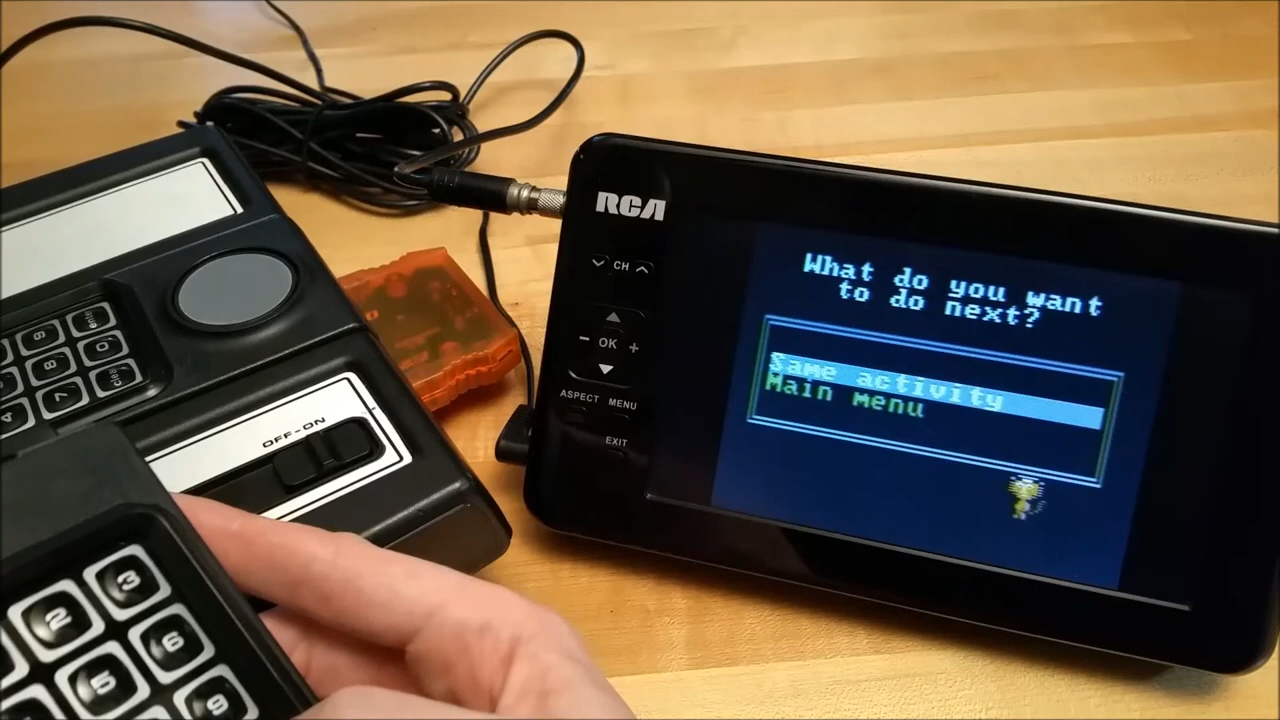 RCA
CH
- OK +
ASPECT MENU
EXIT
What do you want
to do next?
Same activity
Main menu
OFF-ON
enter
0
clear
9
8
7
4
3
2
6
5
9